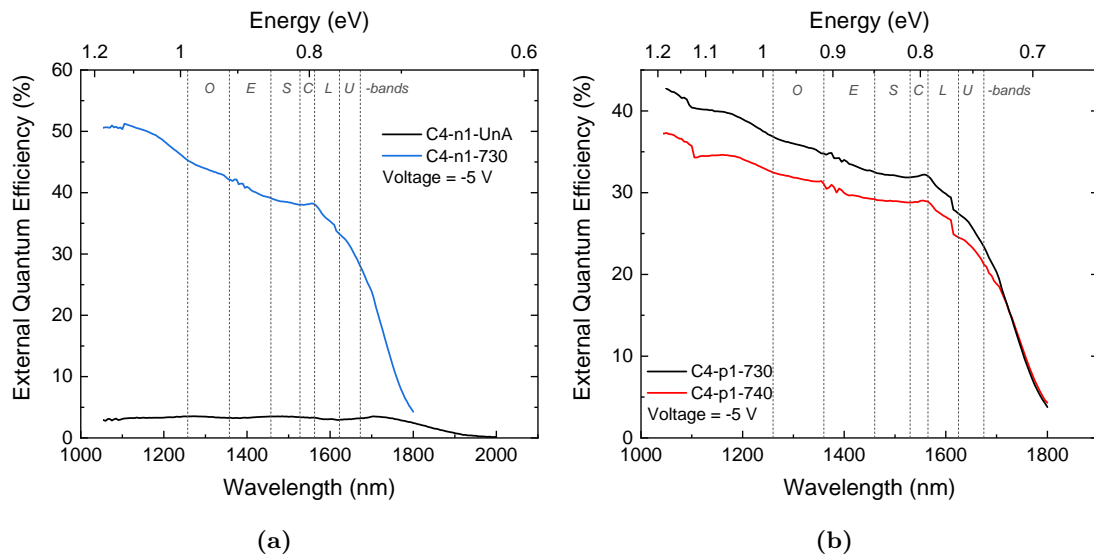 Energy (eV)
1.2 1 0.8 0.6
60
50
40
30
20
10
0
External Quantum Efficiency (%)
O E S C L U -bands
C4-n1-UnA
C4-n1-730
Voltage = -5 V
1000 1200 1400 1600 1800 2000
Wavelength (nm)
(a)
Energy (eV)
1.2 1.1 1 0.9 0.8 0.7
40
30
20
10
0
External Quantum Efficiency (%)
O E S C L U -bands
C4-p1-730
C4-p1-740
Voltage = -5 V
1000 1200 1400 1600 1800
Wavelength (nm)
(b)